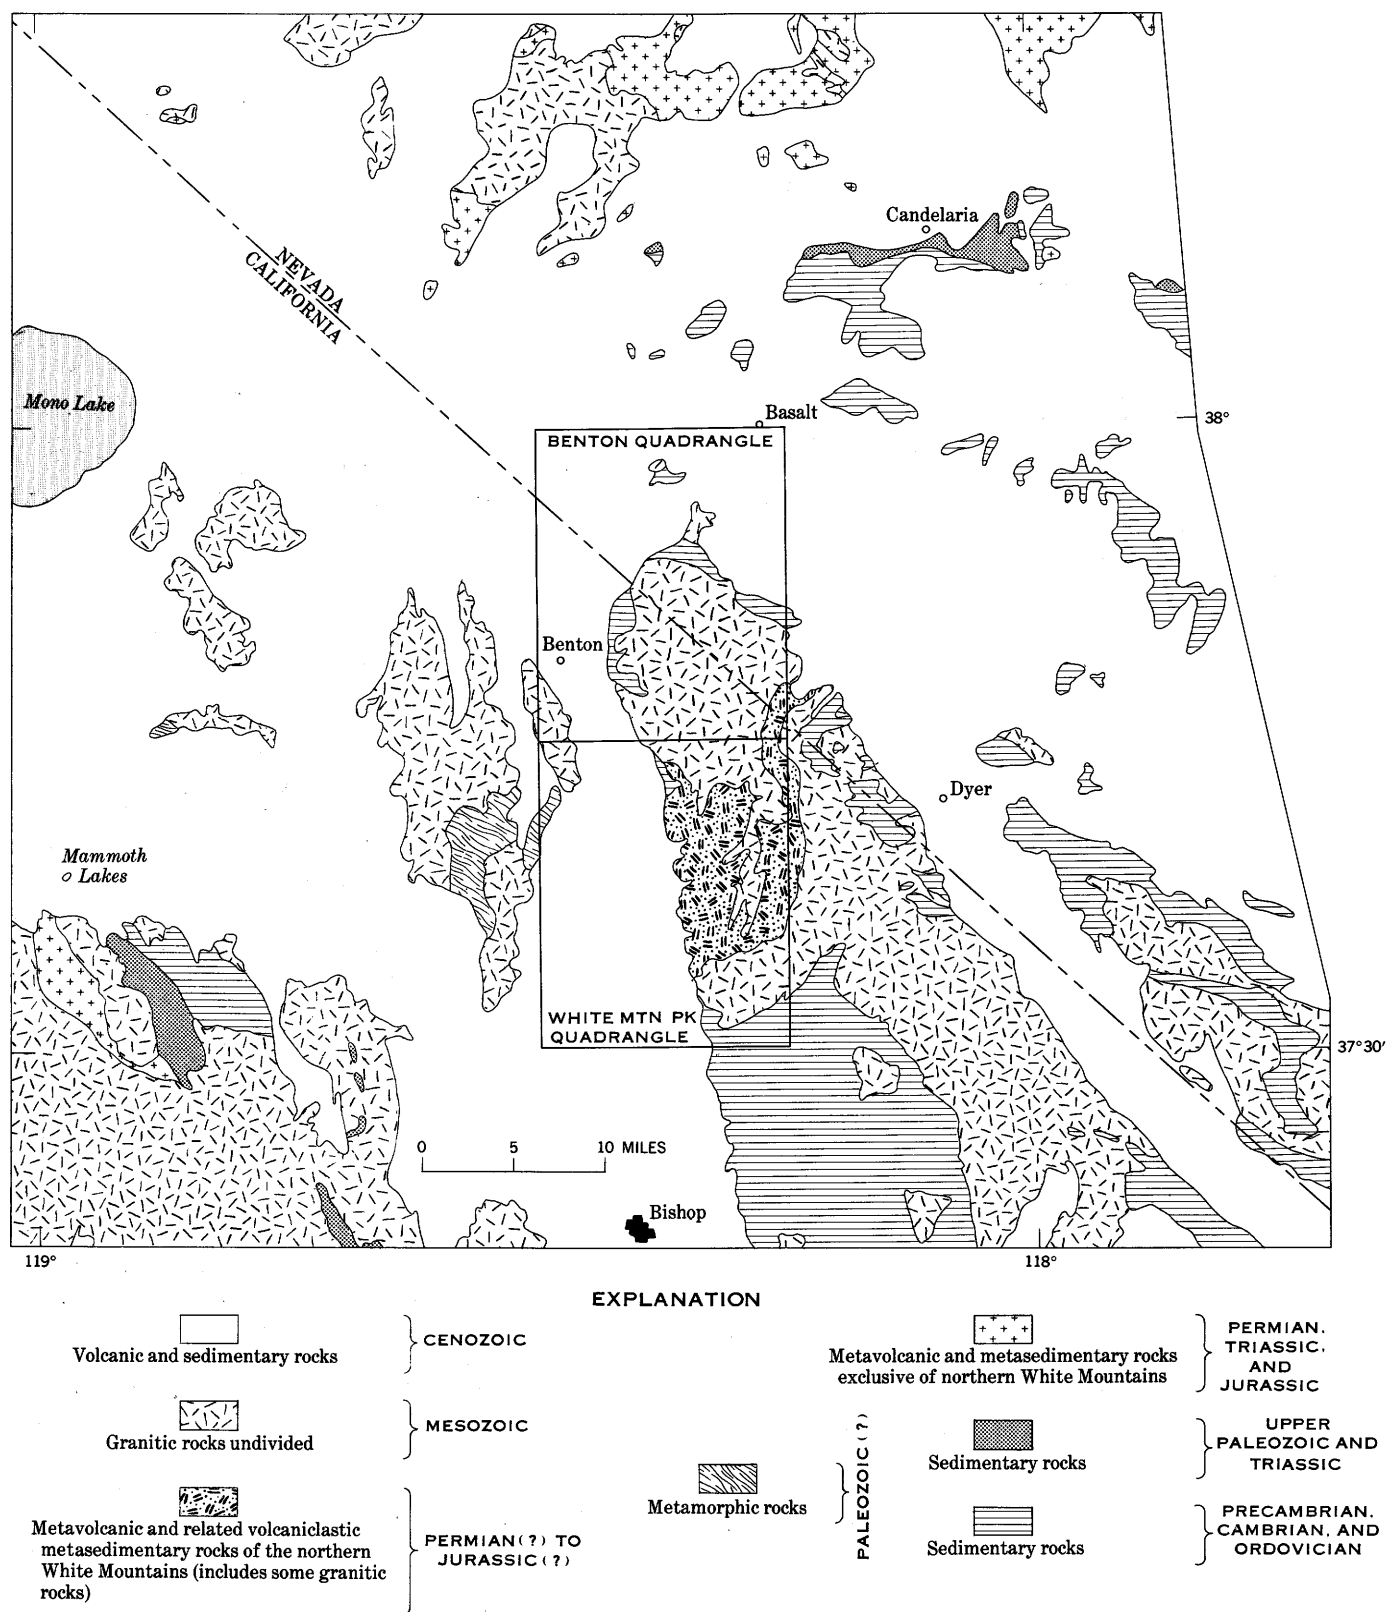 Candelaria
NEVADA
CALIFORNIA
Mono Lake
Basalt
38°
BENTON QUADRANGLE
Benton
Dyer
Mammoth
Lakes
WHITE MTN PK
QUADRANGLE
37°30′
0 5 10 MILES
Bishop
119°
118°
EXPLANATION
Volcanic and sedimentary rocks
CENOZOIC
Granitic rocks undivided
MESOZOIC
Metavolcanic and related volcaniclastic
metasedimentary rocks of the northern
White Mountains (includes some granitic
rocks)
PERMIAN(?) TO
JURASSIC(?)
Metamorphic rocks
PALEOZOIC(?)
Metavolcanic and metasedimentary rocks
exclusive of northern White Mountains
PERMIAN,
TRIASSIC,
AND
JURASSIC
Sedimentary rocks
UPPER
PALEOZOIC AND
TRIASSIC
Sedimentary rocks
PRECAMBRIAN,
CAMBRIAN, AND
ORDOVICIAN